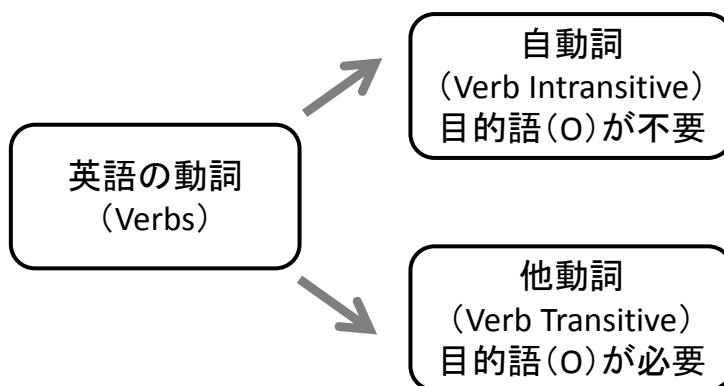 英語の動詞
（Verbs）
自動詞
（Verb Intransitive）
目的語（O）が不要
他動詞
（Verb Transitive）
目的語（O）が必要